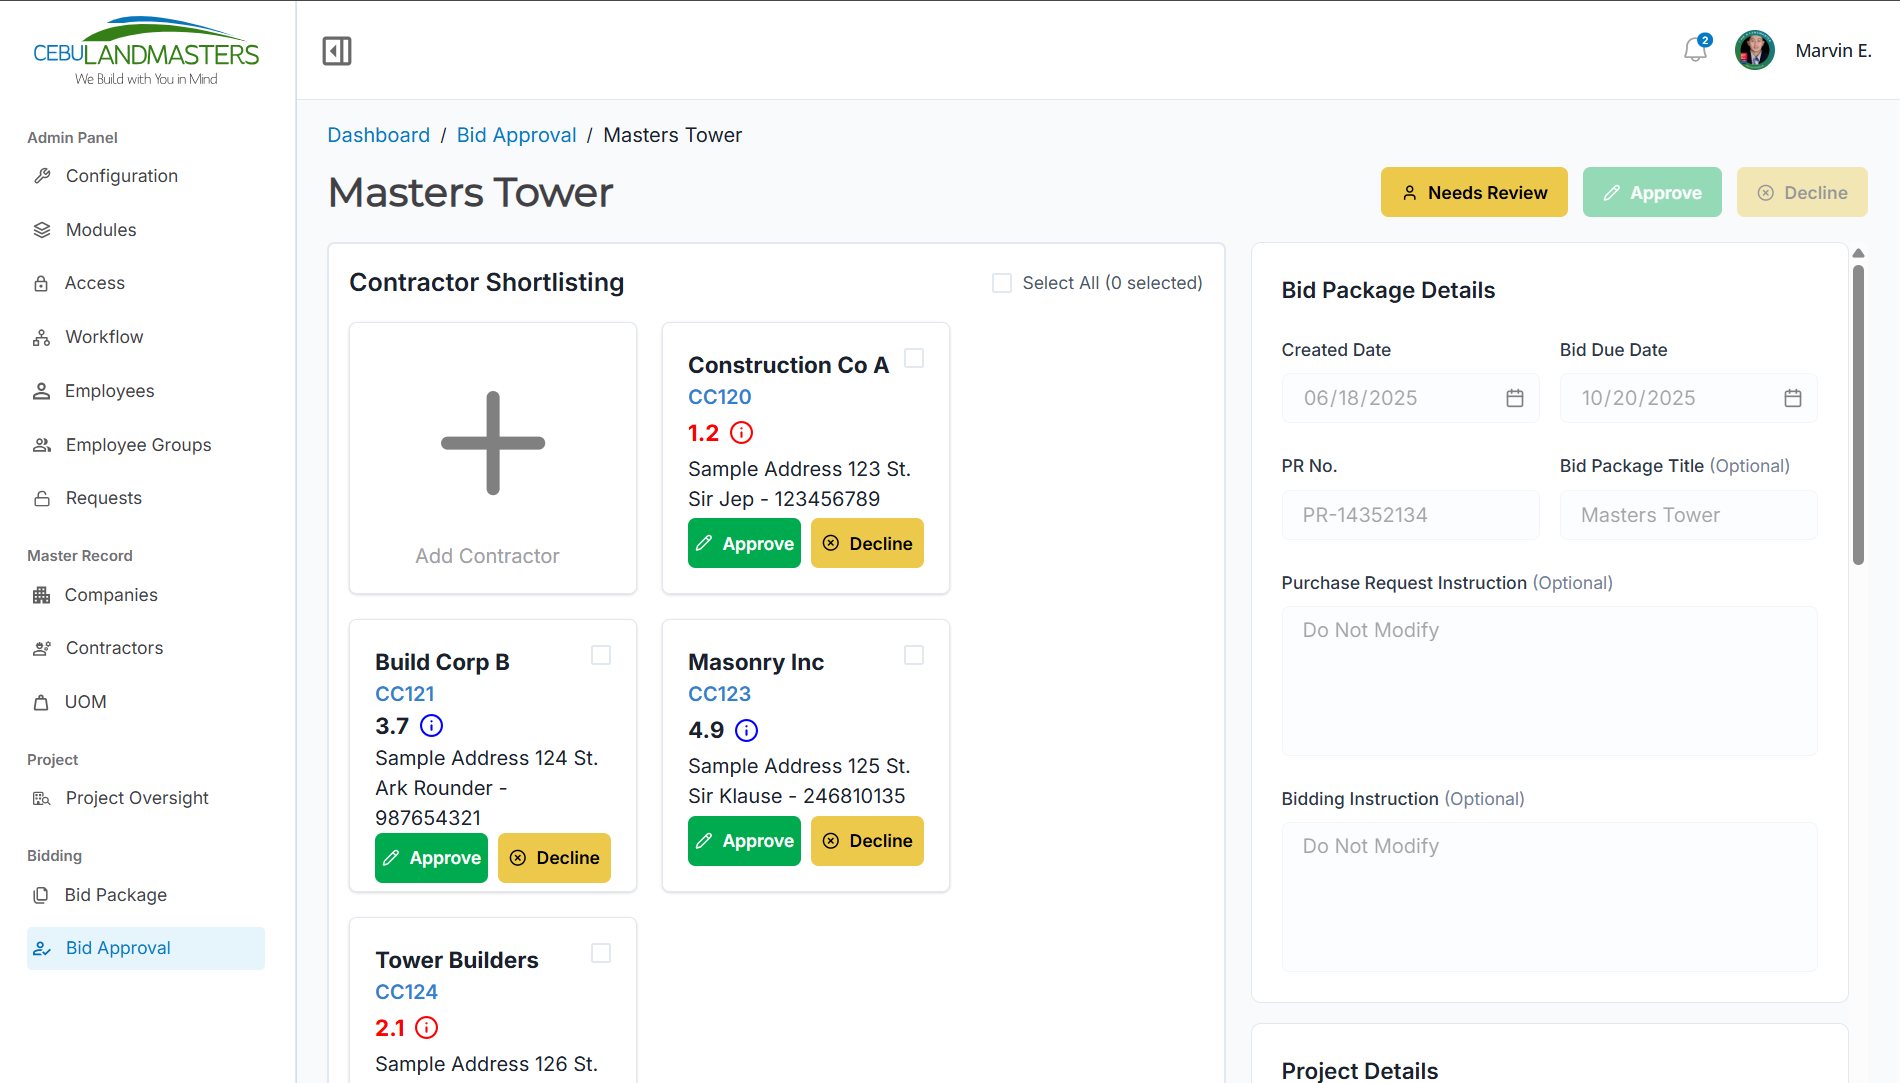 CEBULANDMASTERS
We Build with You in Mind
Admin Panel
Configuration
Modules
Access
Workflow
Employees
Employee Groups
Requests
Master Record
Companies
Contractors
UOM
Project
Project Oversight
Bidding
Bid Package
Bid Approval
2
Marvin E.
Dashboard / Bid Approval / Masters Tower
Masters Tower
Needs Review
Approve
Decline
Contractor Shortlisting
Select All (0 selected)
Add Contractor
Construction Co A
CC120
1.2
Sample Address 123 St.
Sir Jep - 123456789
Approve
Decline
Build Corp B
CC121
3.7
Sample Address 124 St.
Ark Rounder -
987654321
Approve
Decline
Masonry Inc
CC123
4.9
Sample Address 125 St.
Sir Klause - 246810135
Approve
Decline
Tower Builders
CC124
2.1
Sample Address 126 St.
Bid Package Details
Created Date
06/18/2025
Bid Due Date
10/20/2025
PR No.
PR-14352134
Bid Package Title (Optional)
Masters Tower
Purchase Request Instruction (Optional)
Do Not Modify
Bidding Instruction (Optional)
Do Not Modify
Project Details